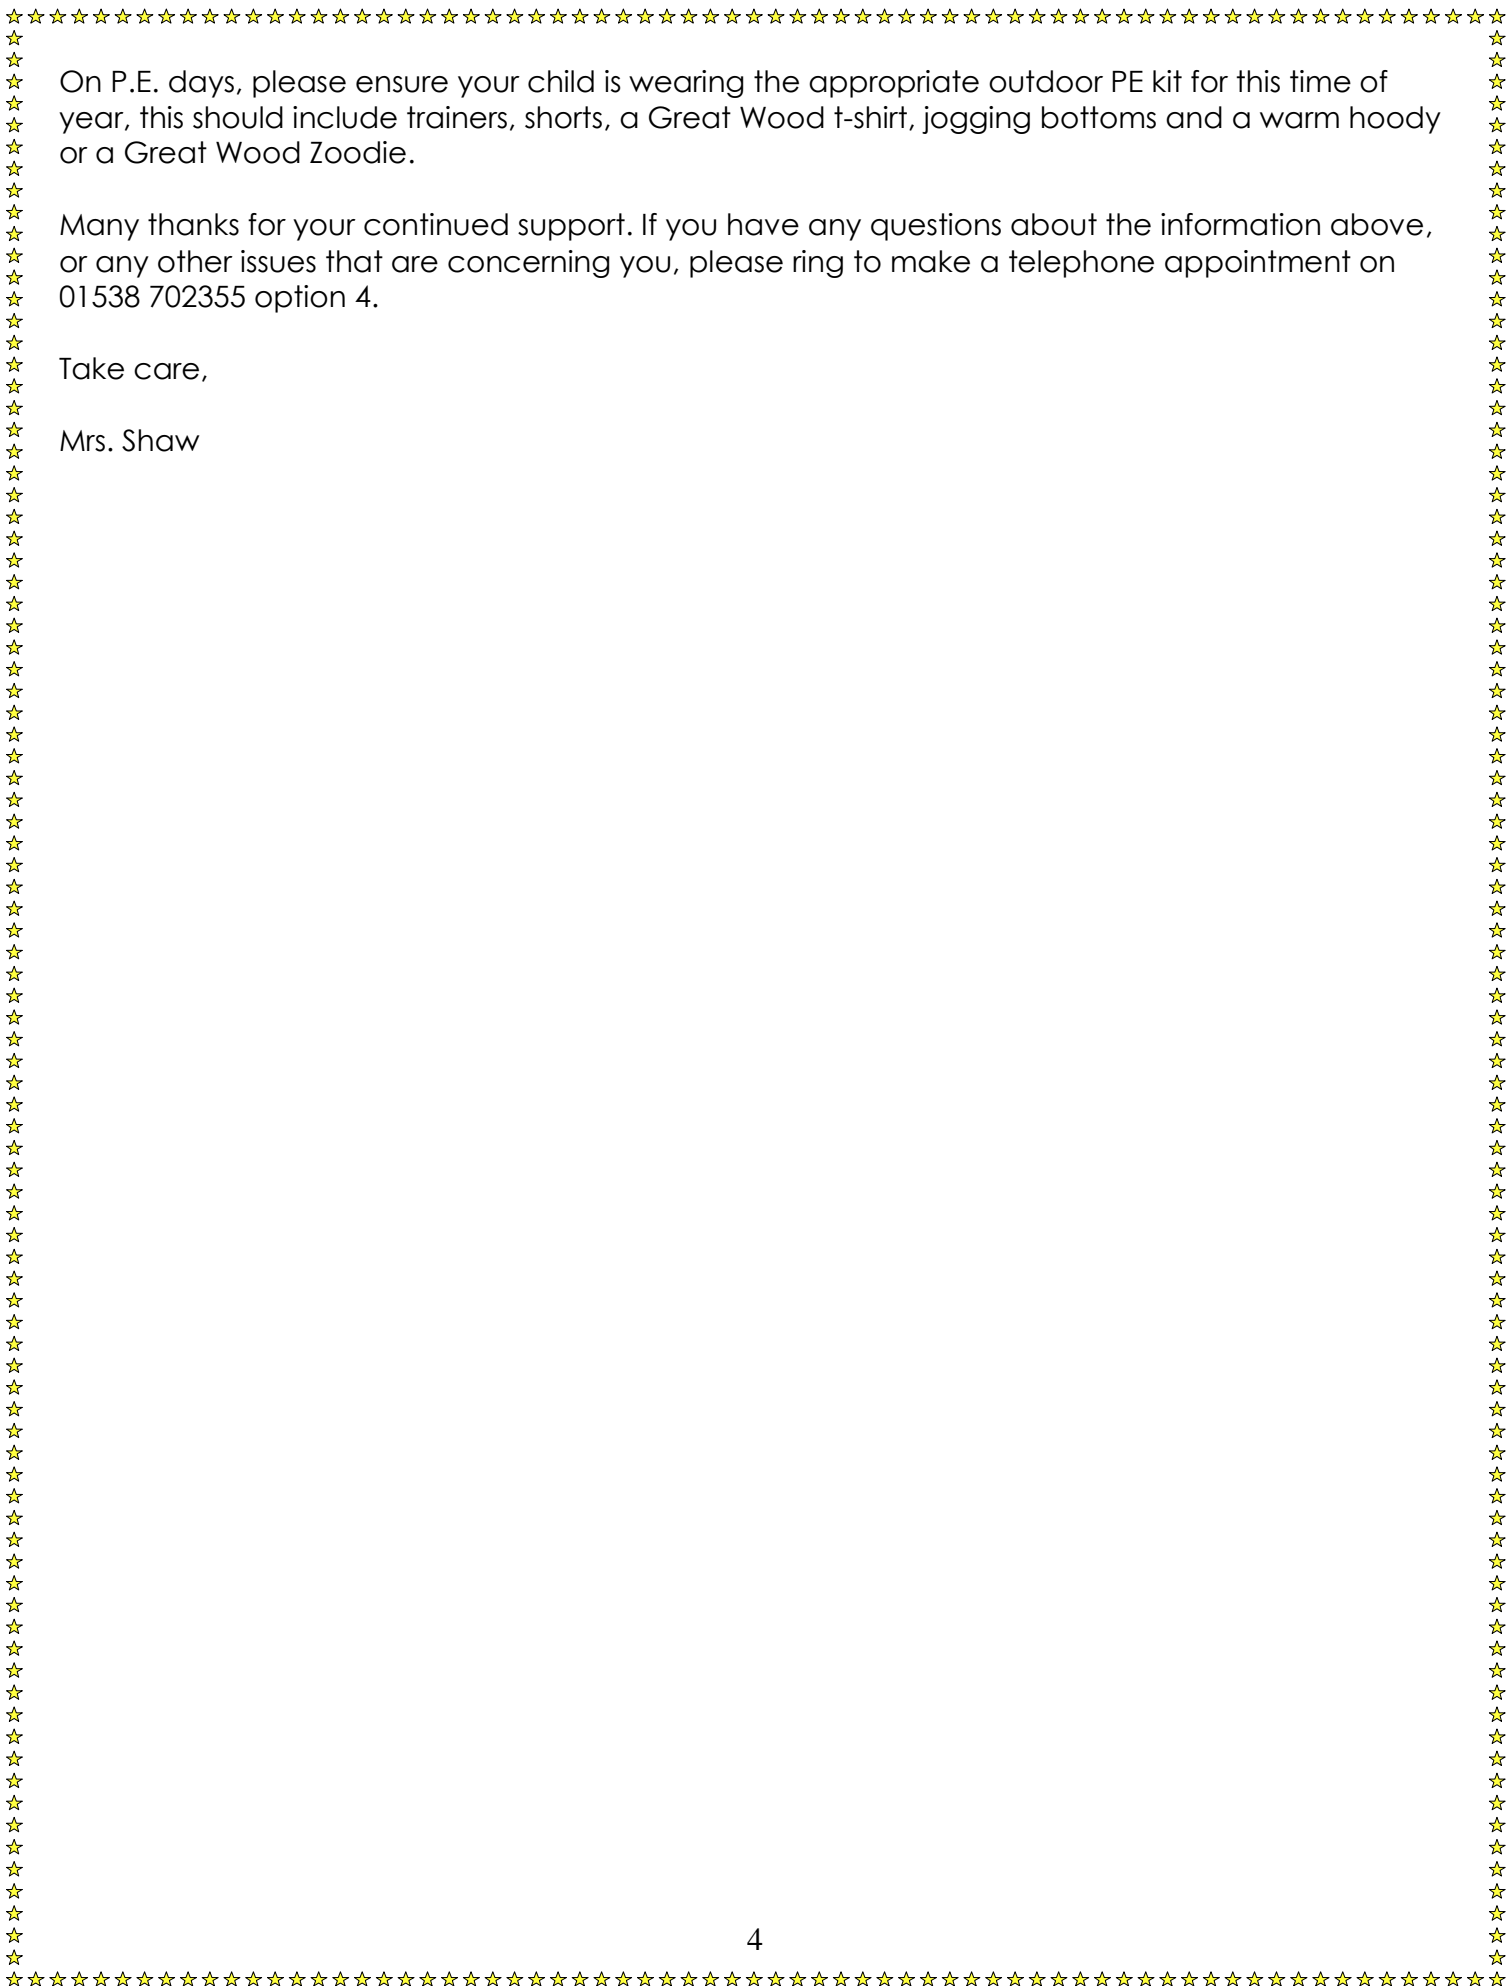 On P.E. days, please ensure your child is wearing the appropriate outdoor PE kit for this time of
year, this should include trainers, shorts, a Great Wood t-shirt, jogging bottoms and a warm hoody
or a Great Wood Zoodie.
Many thanks for your continued support. If you have any questions about the information above,
or any other issues that are concerning you, please ring to make a telephone appointment on
01538 702355 option 4.
Take care,
Mrs. Shaw
4